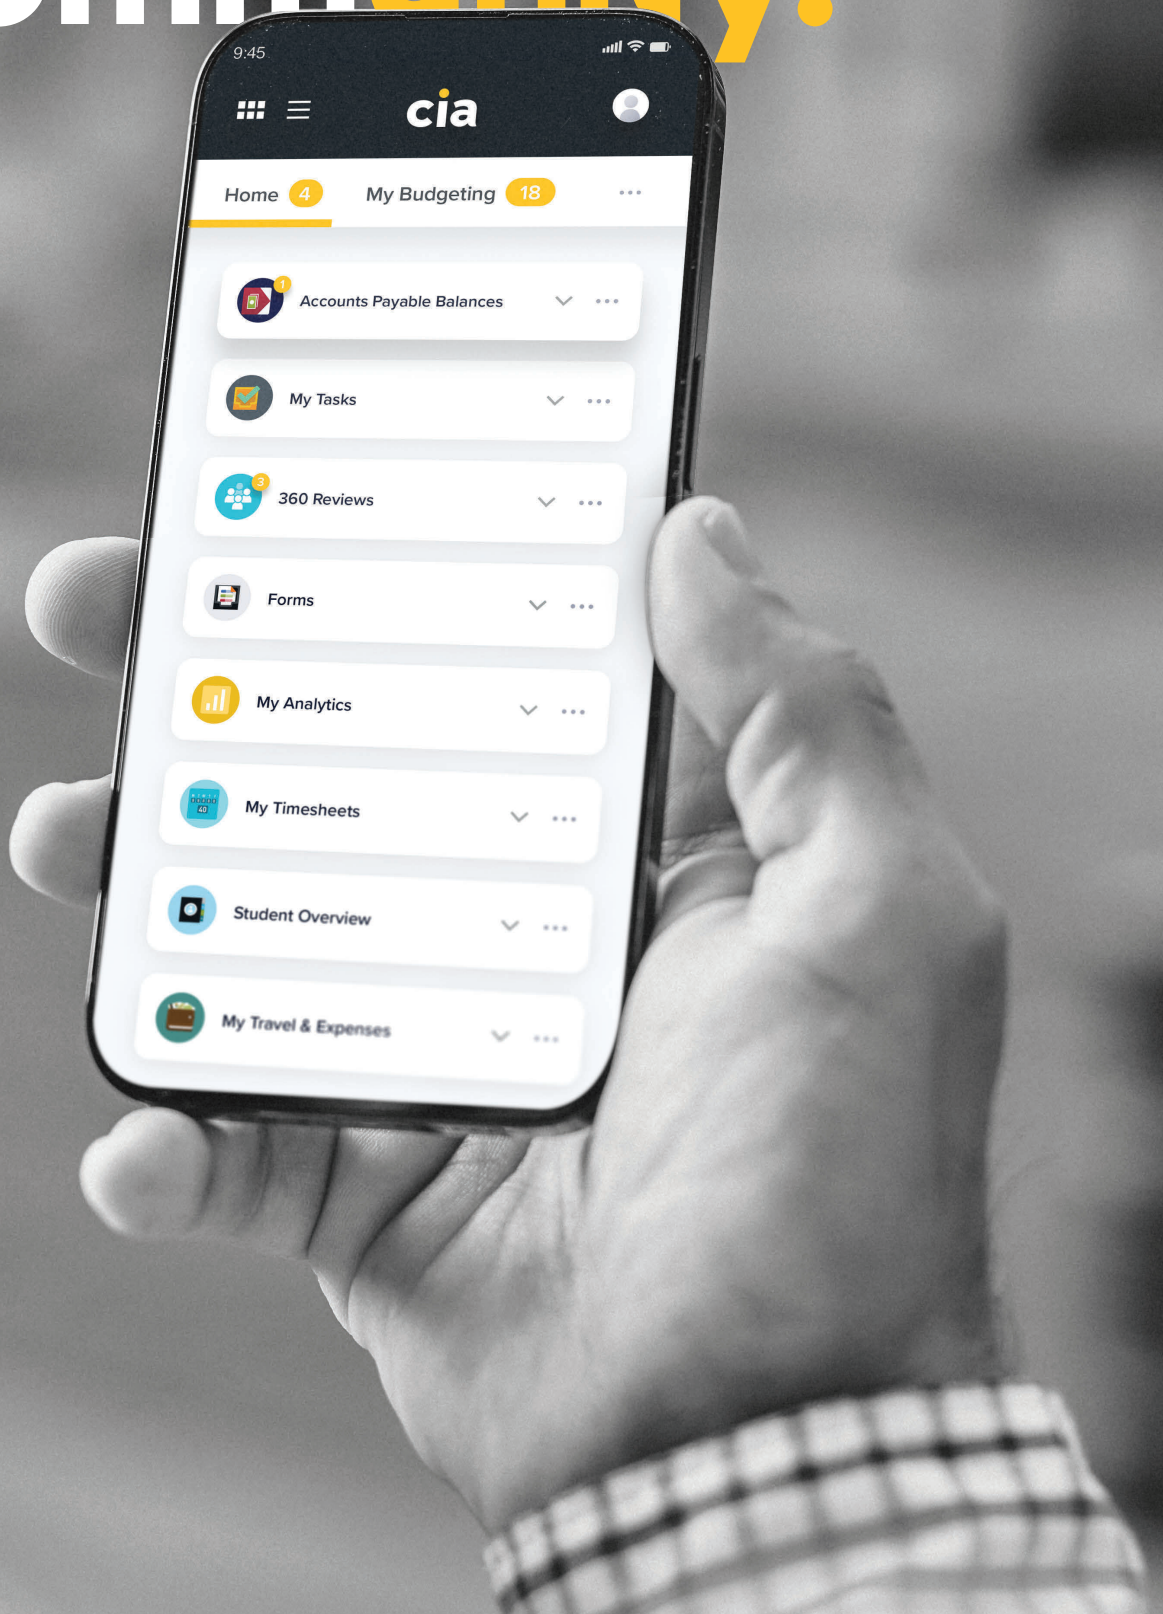 9:45
cia
Home 4 My Budgeting 18
1
Accounts Payable Balances
My Tasks
3
360 Reviews
Forms
My Analytics
40
My Timesheets
Student Overview
My Travel & Expenses